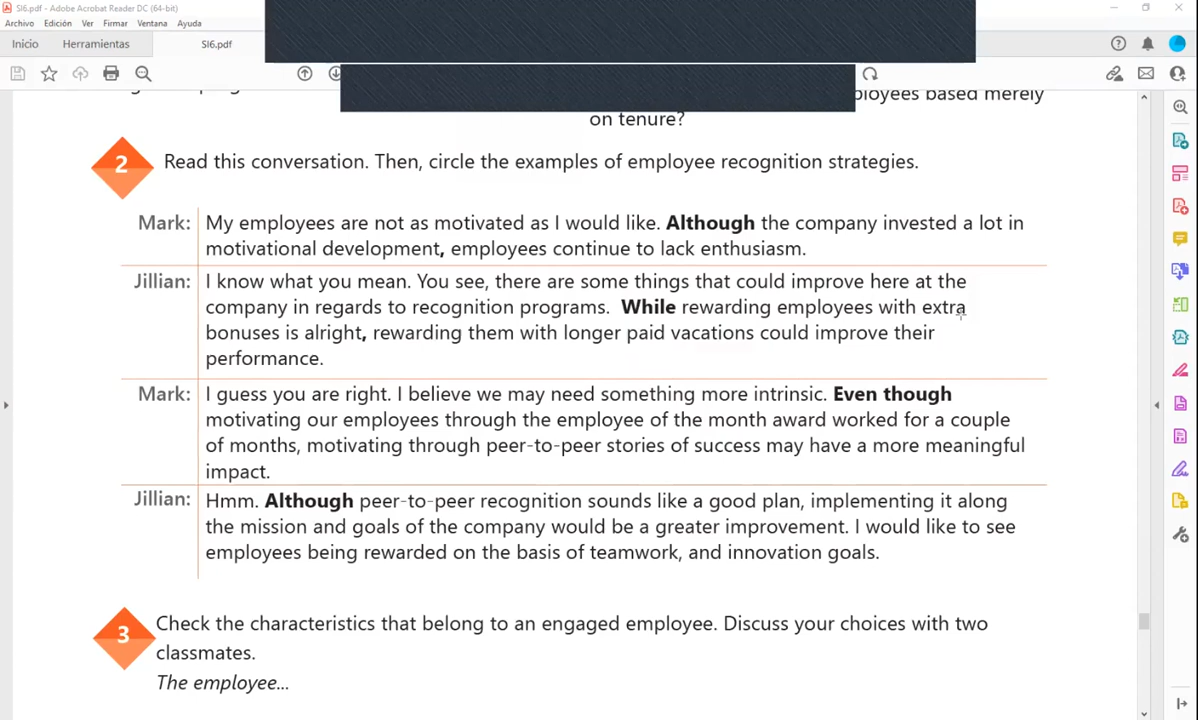 SI6.pdf - Adobe Acrobat Reader DC (64-bit)
Archivo Edición Ver Firmar Ventana Ayuda
Inicio Herramientas SI6.pdf
employees based merely
on tenure?
2 Read this conversation. Then, circle the examples of employee recognition strategies.
Mark: My employees are not as motivated as I would like. Although the company invested a lot in
motivational development, employees continue to lack enthusiasm.
Jillian: I know what you mean. You see, there are some things that could improve here at the
company in regards to recognition programs. While rewarding employees with extra
bonuses is alright, rewarding them with longer paid vacations could improve their
performance.
Mark: I guess you are right. I believe we may need something more intrinsic. Even though
motivating our employees through the employee of the month award worked for a couple
of months, motivating through peer-to-peer stories of success may have a more meaningful
impact.
Jillian: Hmm. Although peer-to-peer recognition sounds like a good plan, implementing it along
the mission and goals of the company would be a greater improvement. I would like to see
employees being rewarded on the basis of teamwork, and innovation goals.
3 Check the characteristics that belong to an engaged employee. Discuss your choices with two
classmates.
The employee...